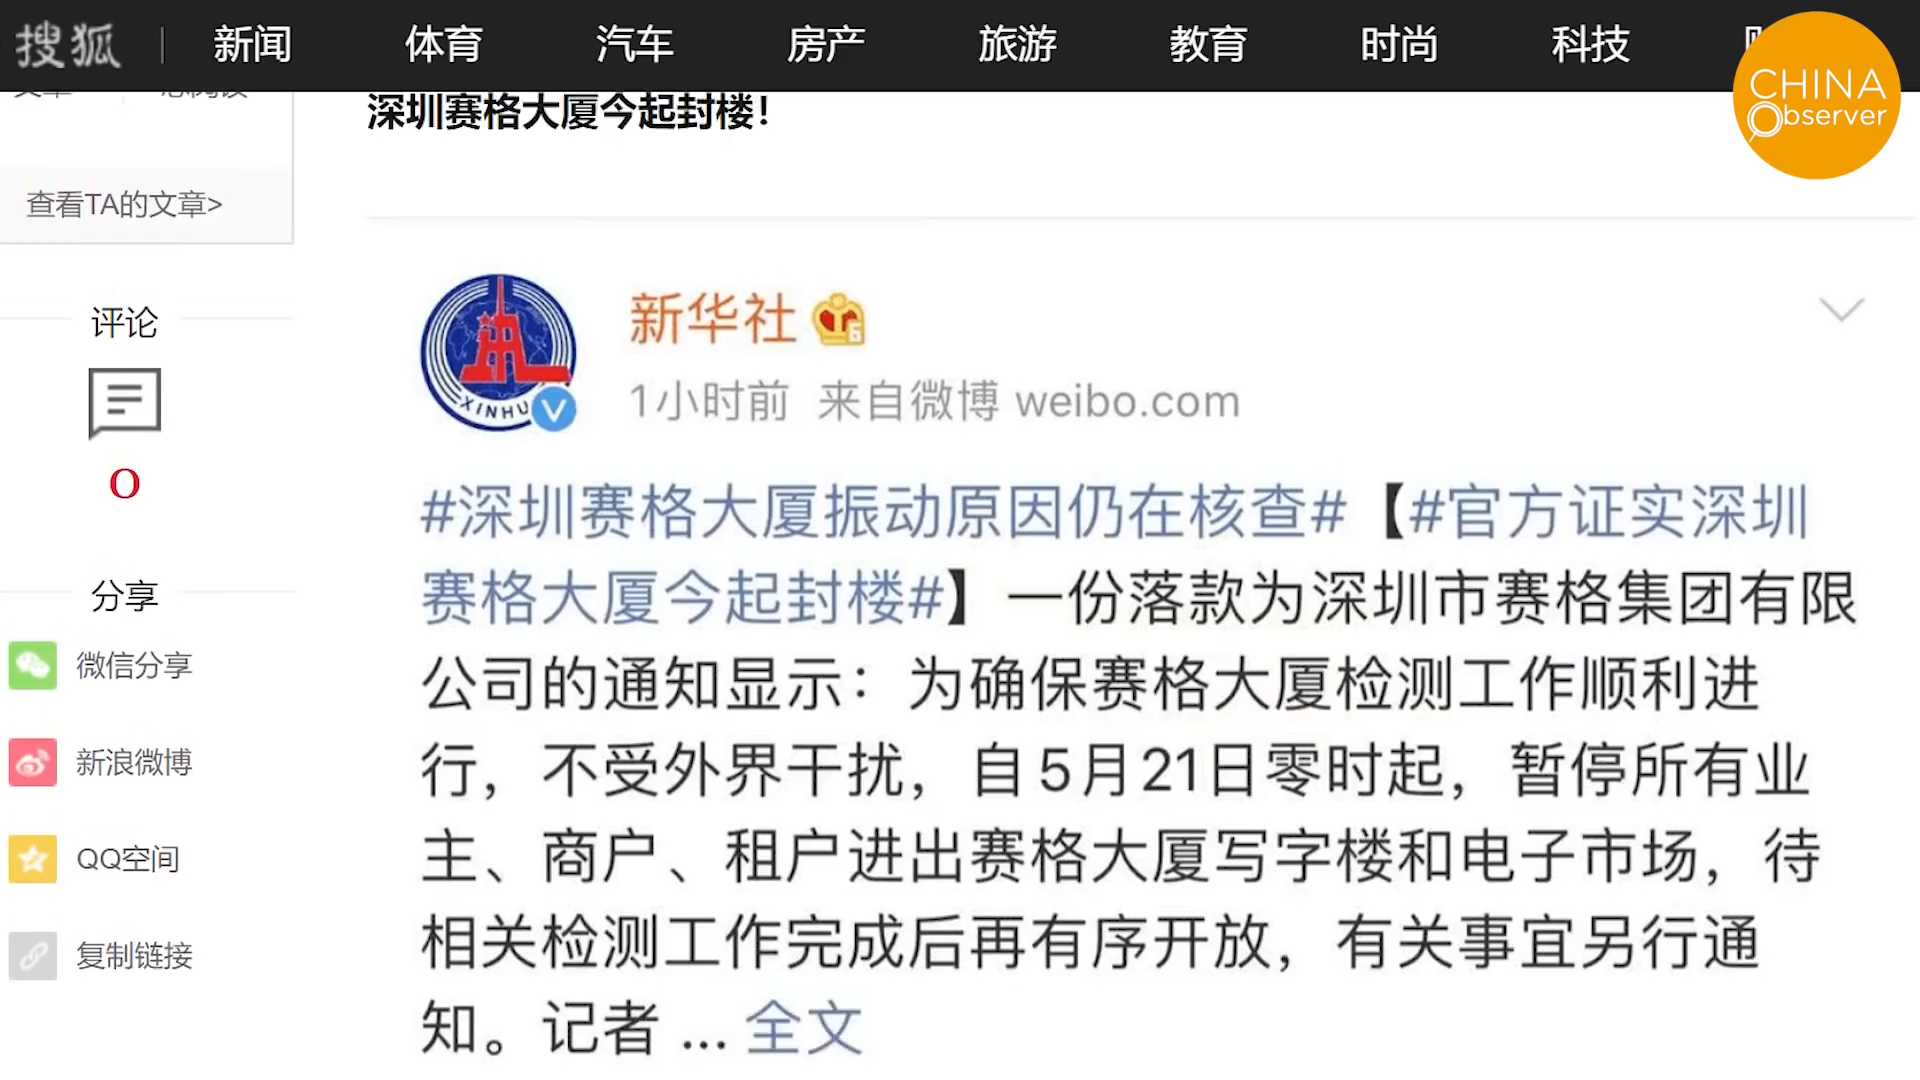 搜狐 新闻 体育 汽车 房产 旅游 教育 时尚 科技
CHINA
Observer
深圳赛格大厦今起封楼!
查看TA的文章>
评论
0
分享
微信分享
新浪微博
QQ空间
复制链接
新华社
XINHU
1小时前 来自微博 weibo.com
#深圳赛格大厦振动原因仍在核查#【#官方证实深圳
赛格大厦今起封楼#】一份落款为深圳市赛格集团有限
公司的通知显示：为确保赛格大厦检测工作顺利进
行，不受外界干扰，自5月21日零时起，暂停所有业
主、商户、租户进出赛格大厦写字楼和电子市场，待
相关检测工作完成后再有序开放，有关事宜另行通
知。记者 ... 全文